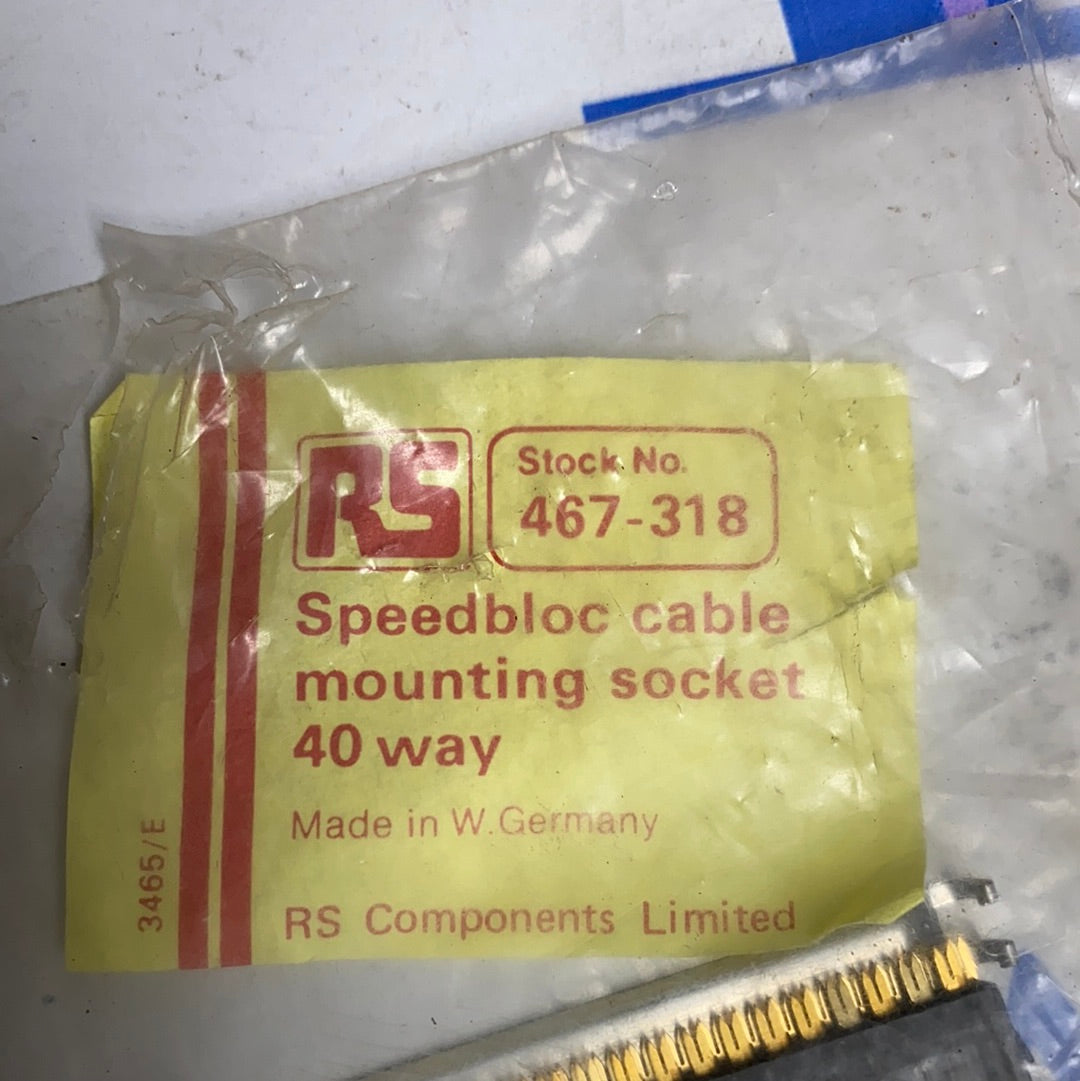 RS
Stock No.
467-318
Speedbloc cable
mounting socket
40 way
Made in W.Germany
3465/E
RS Components Limited